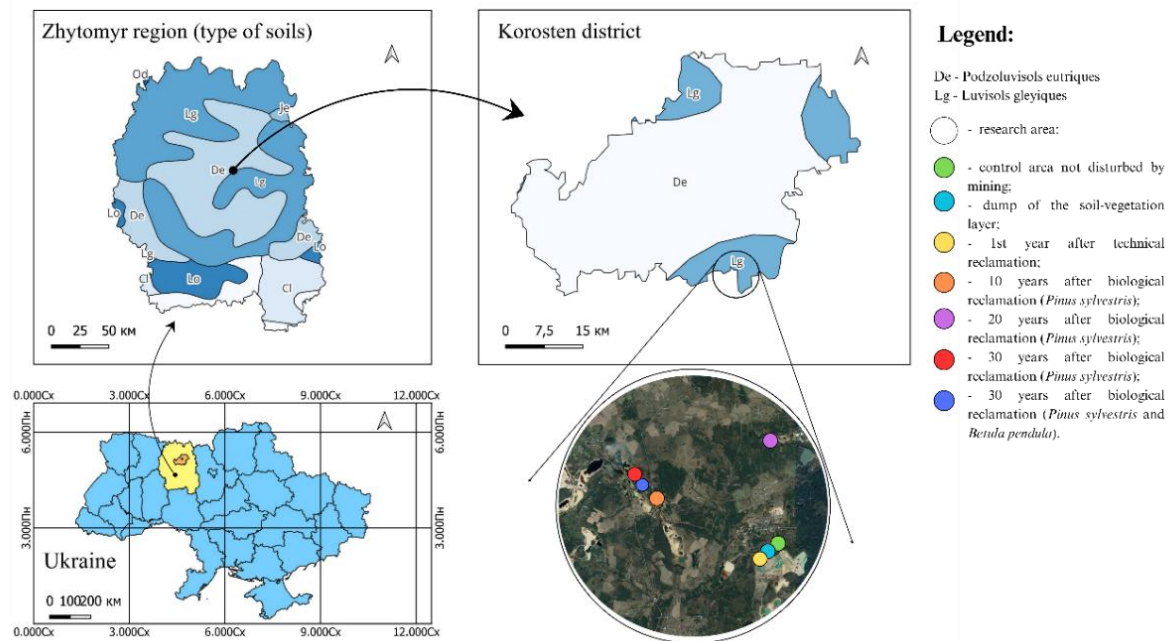 Zhytomyr region (type of soils)
Od
Lg
Je
De
Lg
Lo
De
De
Lo
Lg
Cl
Lo
Cl
0 25 50 КМ
Korosten district
Lg
De
Lg
0 7,5 15 КМ
Legend:
De - Podzoluvisols eutriques
Lg - Luvisols gleyiques
- research area:
- control area not disturbed by
mining;
- dump of the soil-vegetation
layer;
- 1st year after technical
reclamation;
- 10 years after biological
reclamation (Pinus sylvestris);
- 20 years after biological
reclamation (Pinus sylvestris);
- 30 years after biological
reclamation (Pinus sylvestris);
- 30 years after biological
reclamation (Pinus sylvestris and
Betula pendula).
0.000Сх 3.000Сх 6.000Сх 9.000Сх 12.000Сх
6.000Пн 6.000Пн
3.000Пн 3.000Пн
Ukraine
0 100200 КМ
0.000Сх 3.000Сх 6.000Сх 9.000Сх 12.000Сх